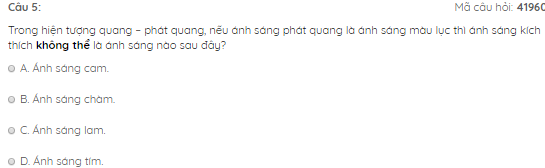 Câu 5: Mã câu hỏi: 41960
Trong hiện tượng quang – phát quang, nếu ánh sáng phát quang là ánh sáng màu lục thì ánh sáng kích
thích không thể là ánh sáng nào sau đây?
A. Ánh sáng cam.
B. Ánh sáng chàm.
C. Ánh sáng lam.
D. Ánh sáng tím.